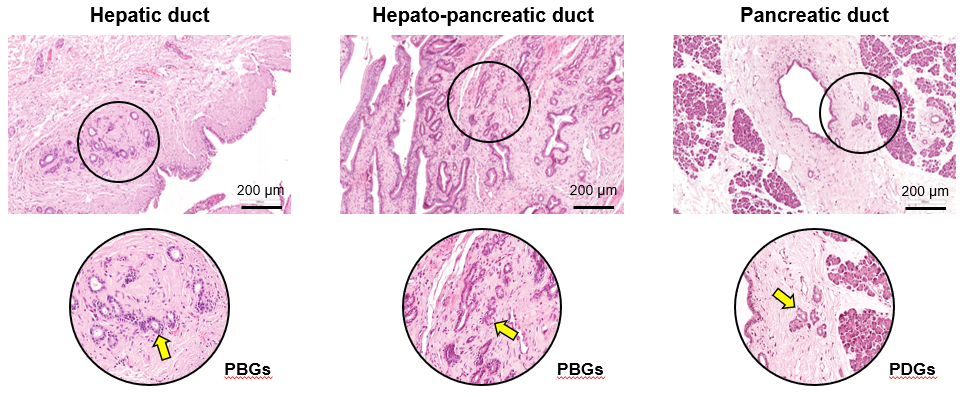 Hepatic duct
Hepato-pancreatic duct
Pancreatic duct
200 µm
200 µm
200 µm
PBGs
PBGs
PDGs